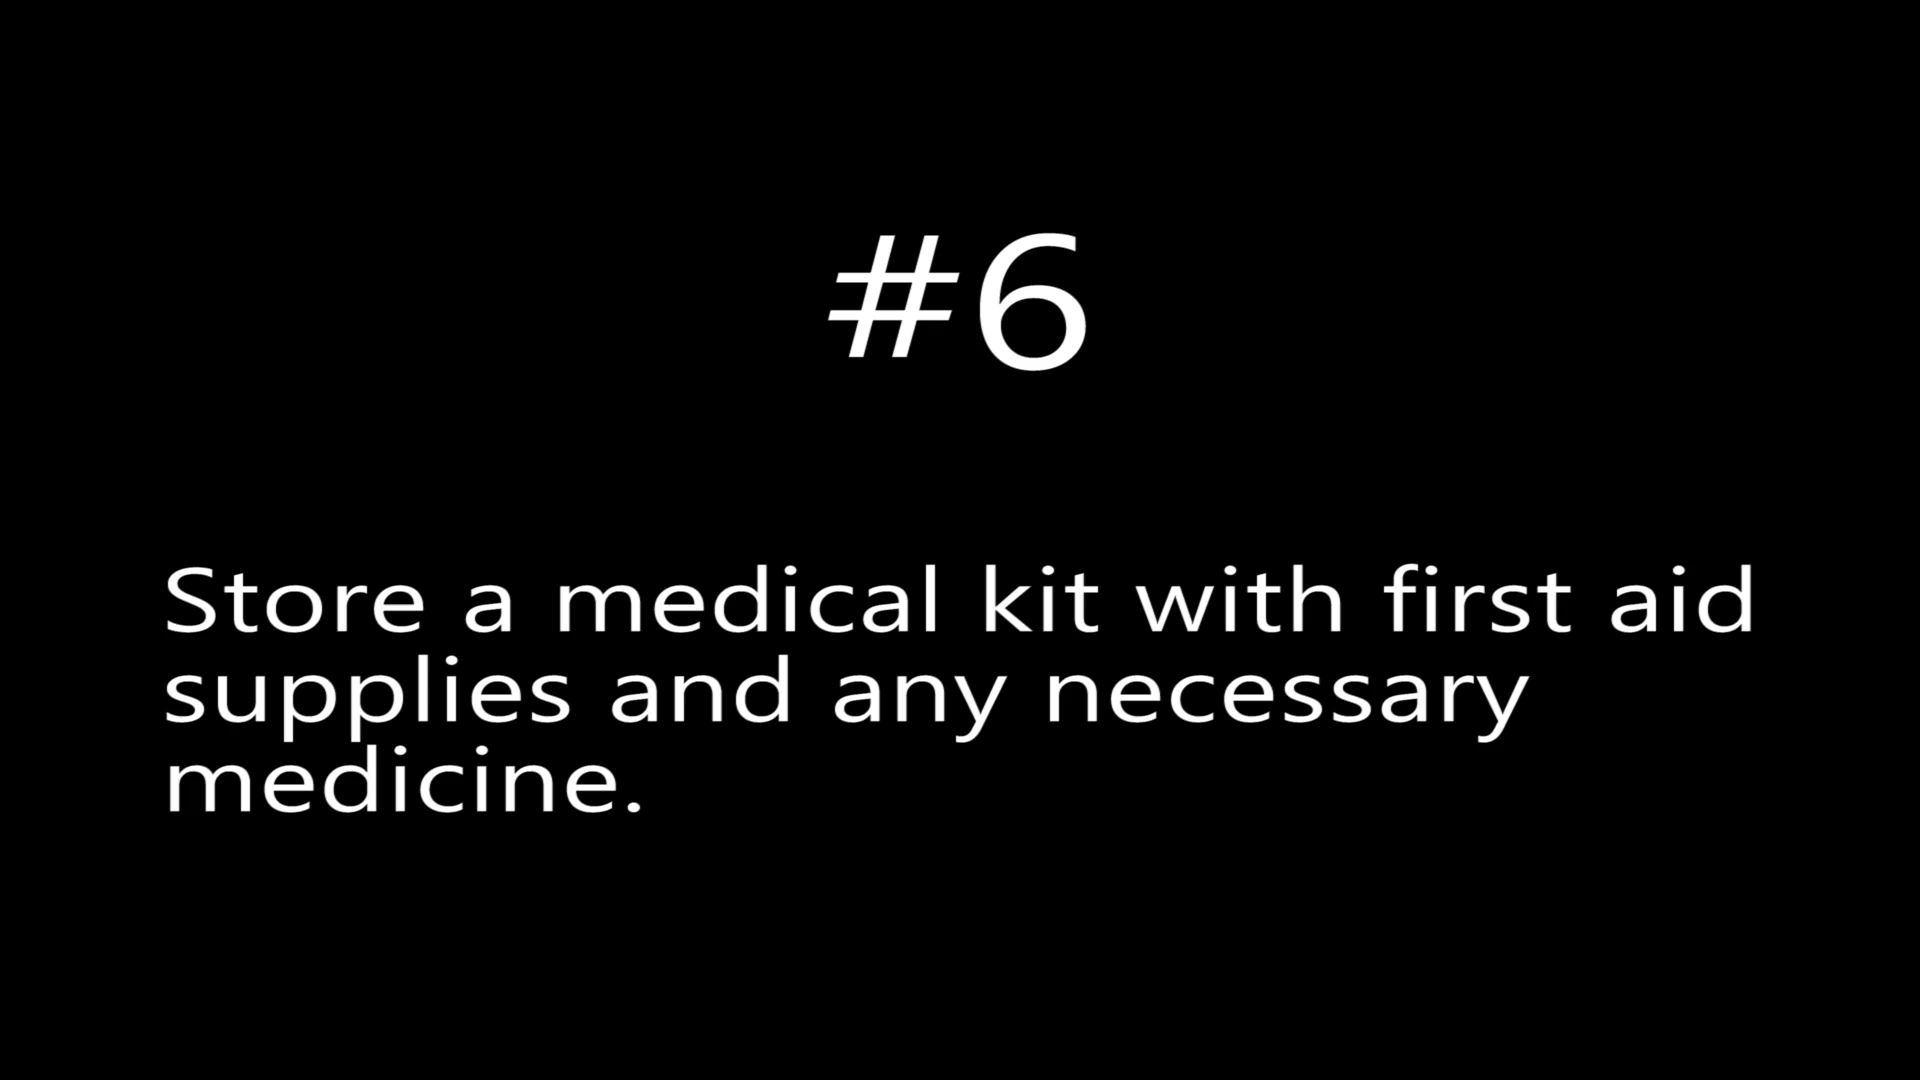 #6
Store a medical kit with first aid
supplies and any necessary
medicine.